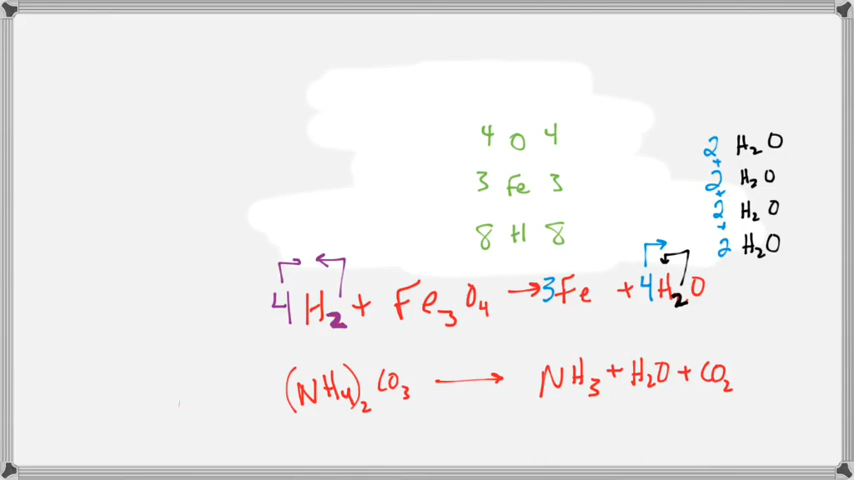 4 O 4
3 Fe 3
8 H 8
2 H2O
+
2 H2O
+
2 H2O
+
2 H2O
4H2 + Fe3O4 → 3Fe + 4H2O
(NH4)2CO3 → NH3 + H2O + CO2